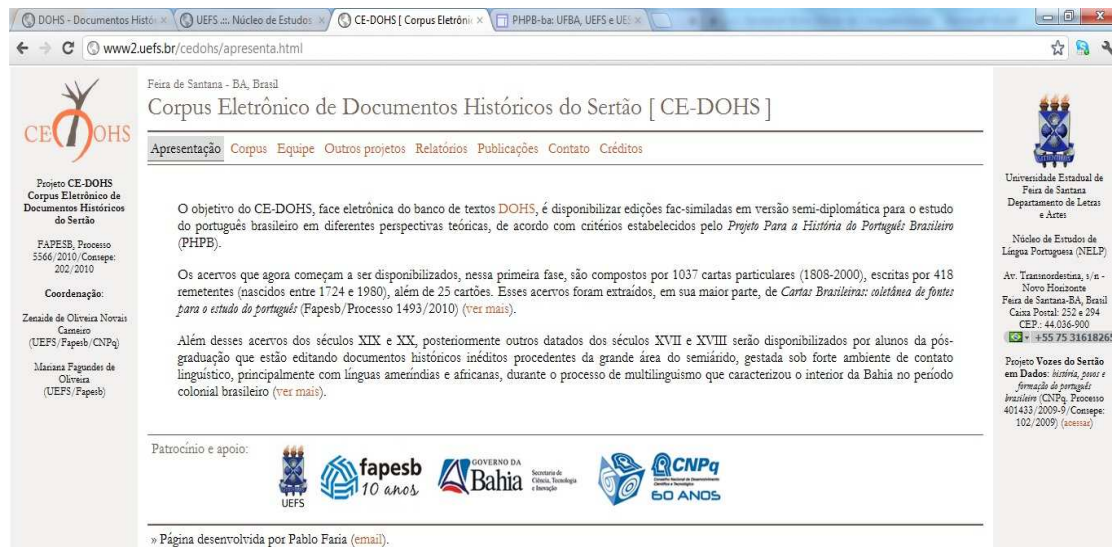 DOHS - Documentos Histó
UEFS .::. Núcleo de Estudos
CE-DOHS [ Corpus Eletrôni
PHPB-ba: UFBA, UEFS e UE
www2.uefs.br/cedohs/apresenta.html
CEDOHS
Projeto CE-DOHS
Corpus Eletrônico de
Documentos Históricos
do Sertão
FAPESB, Processo
5566/2010/Consepe:
202/2010
Coordenação:
Zenaide de Oliveira Novais
Carneiro
(UEFS/Fapesb/CNPq)
Mariana Fagundes de
Oliveira
(UEFS/Fapesb)
Feira de Santana - BA, Brasil
Corpus Eletrônico de Documentos Históricos do Sertão [ CE-DOHS ]
Apresentação Corpus Equipe Outros projetos Relatórios Publicações Contato Créditos
O objetivo do CE-DOHS, face eletrônica do banco de textos DOHS, é disponibilizar edições fac-similadas em versão semi-diplomática para o estudo
do português brasileiro em diferentes perspectivas teóricas, de acordo com critérios estabelecidos pelo Projeto Para a História do Português Brasileiro
(PHPB).
Os acervos que agora começam a ser disponibilizados, nessa primeira fase, são compostos por 1037 cartas particulares (1808-2000), escritas por 418
remetentes (nascidos entre 1724 e 1980), além de 25 cartões. Esses acervos foram extraídos, em sua maior parte, de Cartas Brasileiras: coletânea de fontes
para o estudo do português (Fapesb/Processo 1493/2010) (ver mais).
Além desses acervos dos séculos XIX e XX, posteriormente outros datados dos séculos XVII e XVIII serão disponibilizados por alunos da pós-
graduação que estão editando documentos históricos inéditos procedentes da grande área do semiárido, gestada sob forte ambiente de contato
linguístico, principalmente com línguas ameríndias e africanas, durante o processo de multilinguismo que caracterizou o interior da Bahia no período
colonial brasileiro (ver mais).
Patrocínio e apoio:
UEFS
fapesb
10 anos
GOVERNO DA
Bahia
Secretaria de
Ciência, Tecnologia
e Inovação
CNPq
Conselho Nacional de Desenvolvimento
Científico e Tecnológico
60 ANOS
» Página desenvolvida por Pablo Faria (email).
Universidade Estadual de
Feira de Santana
Departamento de Letras
e Artes
Núcleo de Estudos de
Língua Portuguesa (NELP)
Av. Transnordestina, s/n -
Novo Horizonte
Feira de Santana-BA, Brasil
Caixa Postal: 252 e 294
CEP.: 44.036-900
+55 75 31618265
Projeto Vozes do Sertão
em Dados: história, povos e
formação do português
brasileiro (CNPq. Processo
401433/2009-9/Consepe:
102/2009) (acessar)